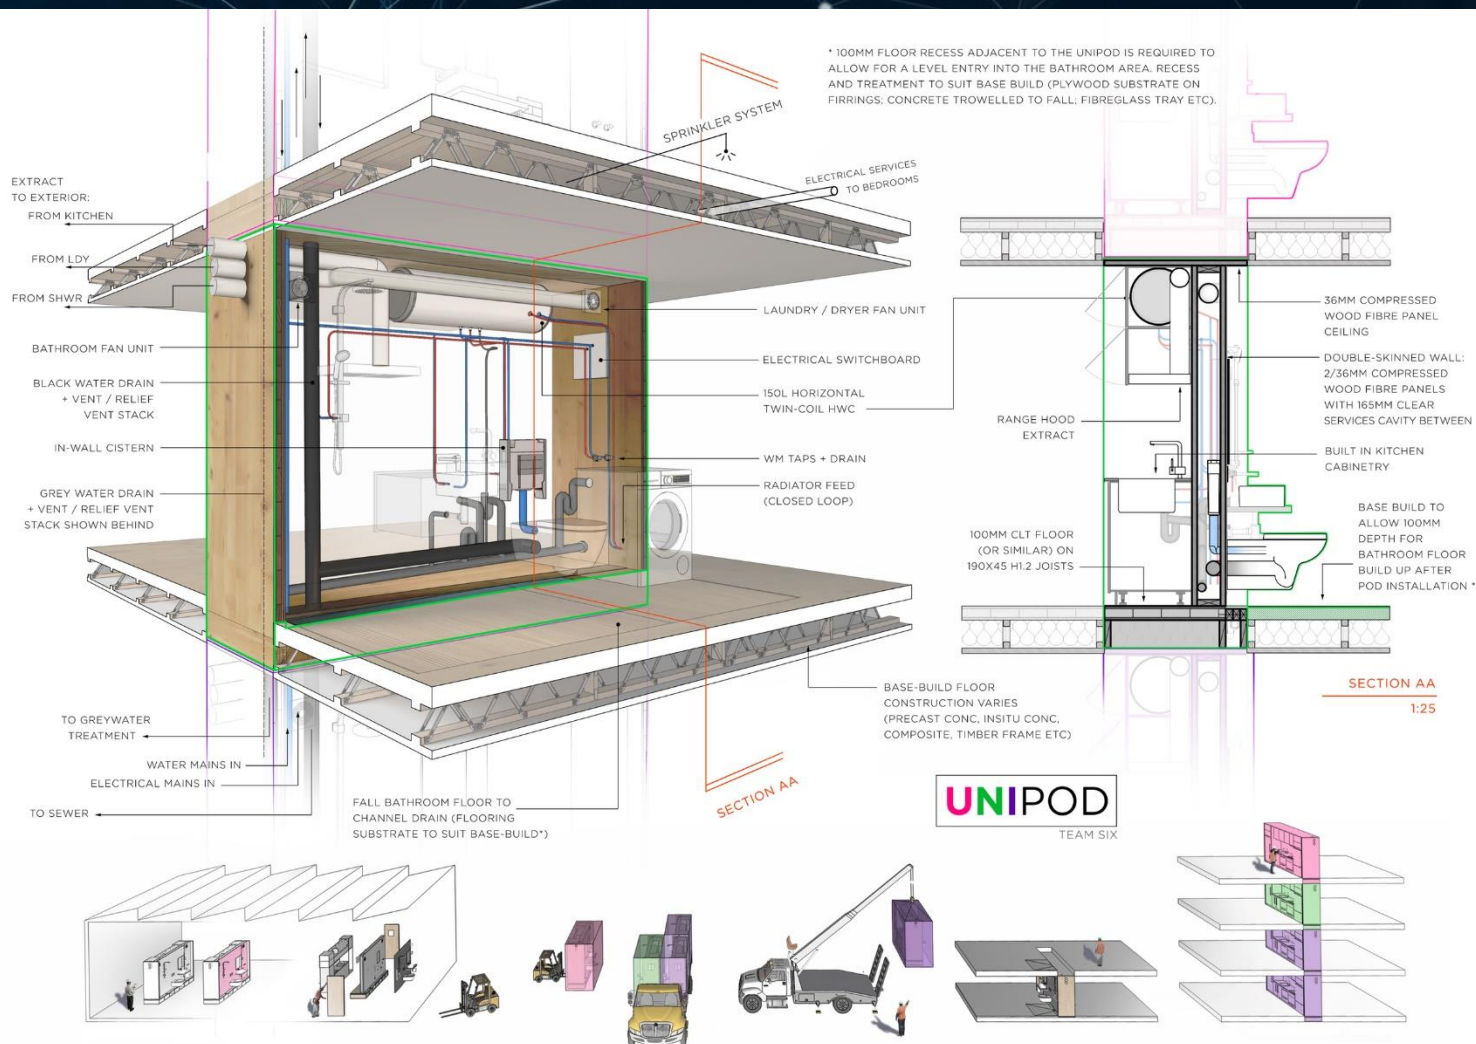 * 100MM FLOOR RECESS ADJACENT TO THE UNIPOD IS REQUIRED TO
ALLOW FOR A LEVEL ENTRY INTO THE BATHROOM AREA. RECESS
AND TREATMENT TO SUIT BASE BUILD (PLYWOOD SUBSTRATE ON
FIRRINGS; CONCRETE TROWELLED TO FALL; FIBREGLASS TRAY ETC).
SPRINKLER SYSTEM
ELECTRICAL SERVICES
TO BEDROOMS
EXTRACT
TO EXTERIOR:
FROM KITCHEN
FROM LDY
FROM SHWR
BATHROOM FAN UNIT
BLACK WATER DRAIN
+ VENT / RELIEF
VENT STACK
IN-WALL CISTERN
GREY WATER DRAIN
+ VENT / RELIEF VENT
STACK SHOWN BEHIND
TO GREYWATER
TREATMENT
WATER MAINS IN
ELECTRICAL MAINS IN
TO SEWER
LAUNDRY / DRYER FAN UNIT
ELECTRICAL SWITCHBOARD
150L HORIZONTAL
TWIN-COIL HWC
WM TAPS + DRAIN
RADIATOR FEED
(CLOSED LOOP)
BASE-BUILD FLOOR
CONSTRUCTION VARIES
(PRECAST CONC, INSITU CONC,
COMPOSITE, TIMBER FRAME ETC)
FALL BATHROOM FLOOR TO
CHANNEL DRAIN (FLOORING
SUBSTRATE TO SUIT BASE-BUILD*)
SECTION AA
RANGE HOOD
EXTRACT
100MM CLT FLOOR
(OR SIMILAR) ON
190X45 H1.2 JOISTS
36MM COMPRESSED
WOOD FIBRE PANEL
CEILING
DOUBLE-SKINNED WALL:
2/36MM COMPRESSED
WOOD FIBRE PANELS
WITH 165MM CLEAR
SERVICES CAVITY BETWEEN
BUILT IN KITCHEN
CABINETRY
BASE BUILD TO
ALLOW 100MM
DEPTH FOR
BATHROOM FLOOR
BUILD UP AFTER
POD INSTALLATION *
SECTION AA
1:25
UNIPOD
TEAM SIX